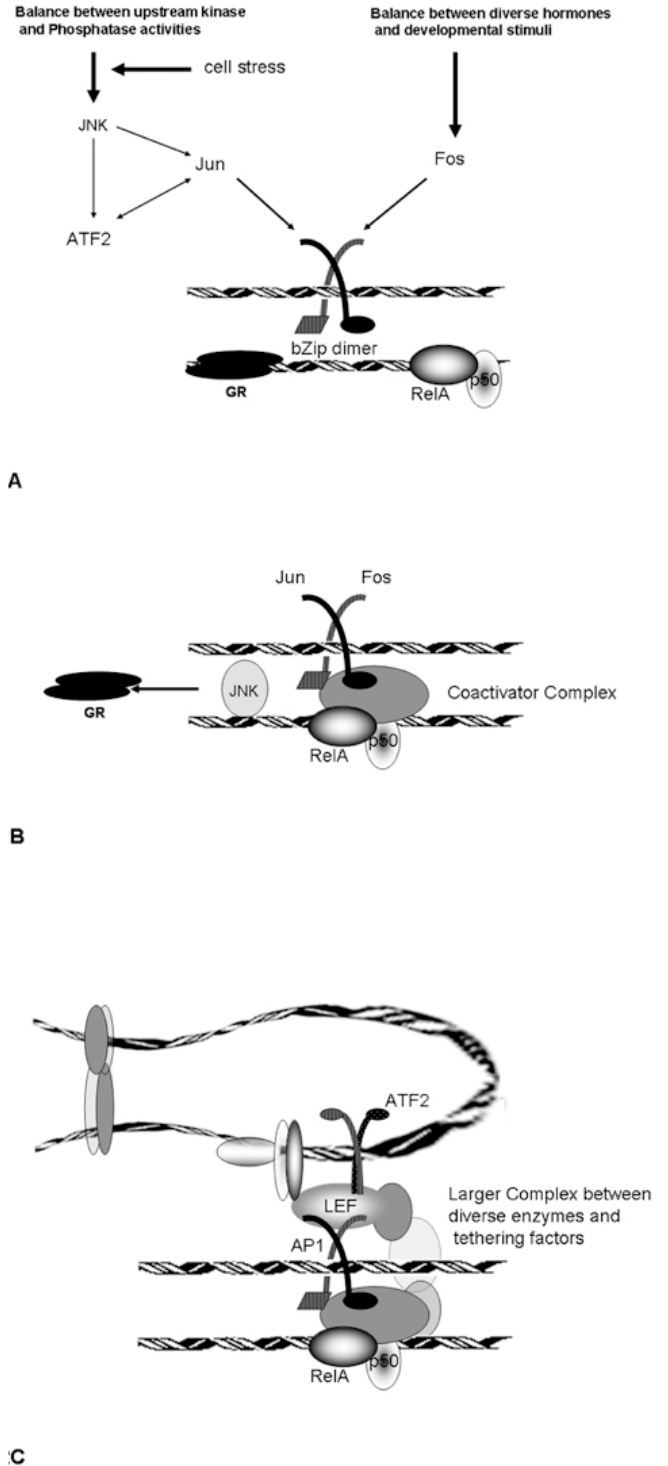 Balance between upstream kinase
and Phosphatase activities
Balance between diverse hormones
and developmental stimuli
cell stress
JNK
Jun
Fos
ATF2
bZip dimer
GR
RelA
p50
A
Jun
Fos
JNK
GR
Coactivator Complex
RelA
p50
B
ATF2
LEF
Larger Complex between
diverse enzymes and
tethering factors
AP1
RelA
p50
C